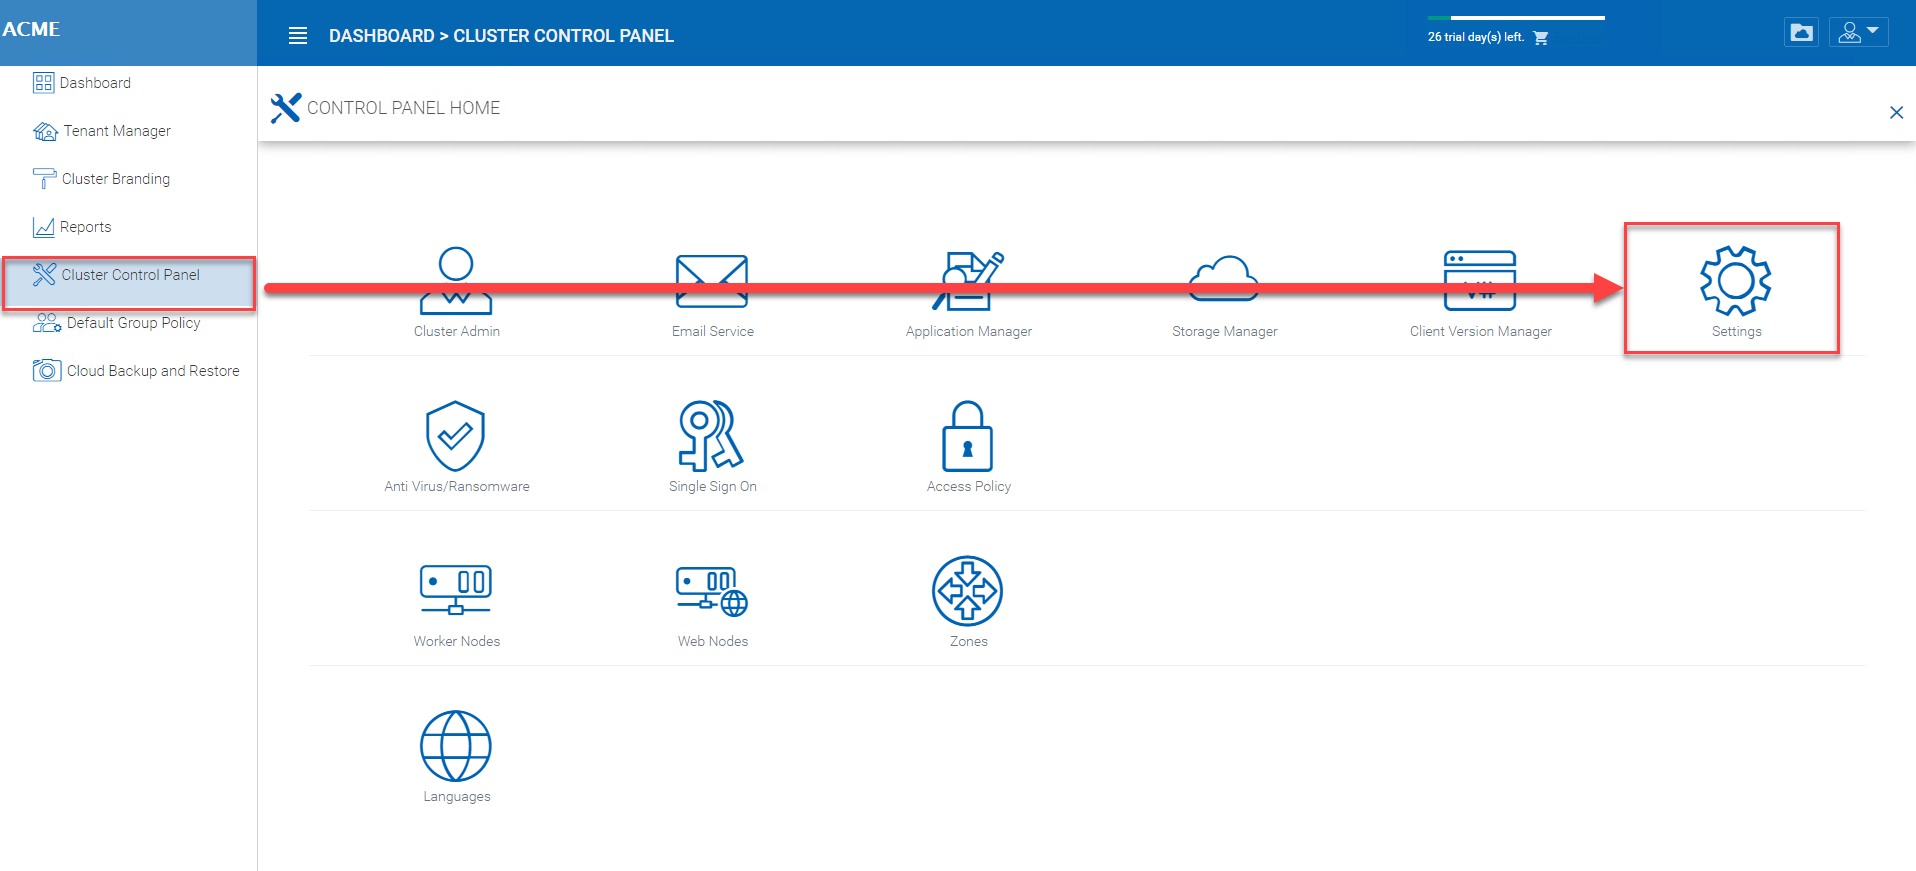 ACME
DASHBOARD > CLUSTER CONTROL PANEL
26 trial day(s) left.
Dashboard
Tenant Manager
Cluster Branding
Reports
Cluster Control Panel
Default Group Policy
Cloud Backup and Restore
CONTROL PANEL HOME
Cluster Admin
Email Service
Application Manager
Storage Manager
Client Version Manager
Settings
Anti Virus/Ransomware
Single Sign On
Access Policy
Worker Nodes
Web Nodes
Zones
Languages